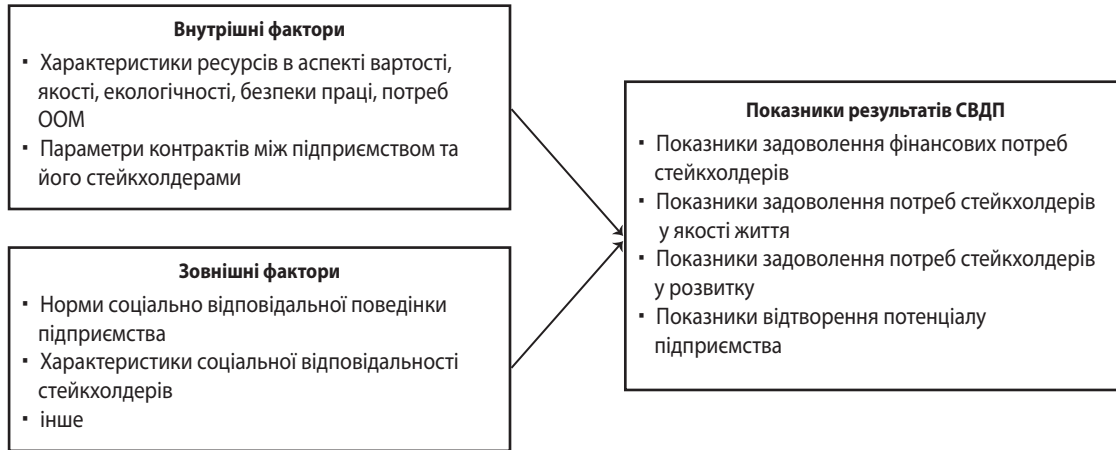 Внутрішні фактори
▪ Характеристики ресурсів в аспекті вартості,
якості, екологічності, безпеки праці, потреб
ООМ
▪ Параметри контрактів між підприємством та
його стейкхолдерами
Зовнішні фактори
▪ Норми соціально відповідальної поведінки
підприємства
▪ Характеристики соціальної відповідальності
стейкхолдерів
▪ інше
Показники результатів СВДП
▪ Показники задоволення фінансових потреб
стейкхолдерів
▪ Показники задоволення потреб стейкхолдерів
у якості життя
▪ Показники задоволення потреб стейкхолдерів
у розвитку
▪ Показники відтворення потенціалу
підприємства